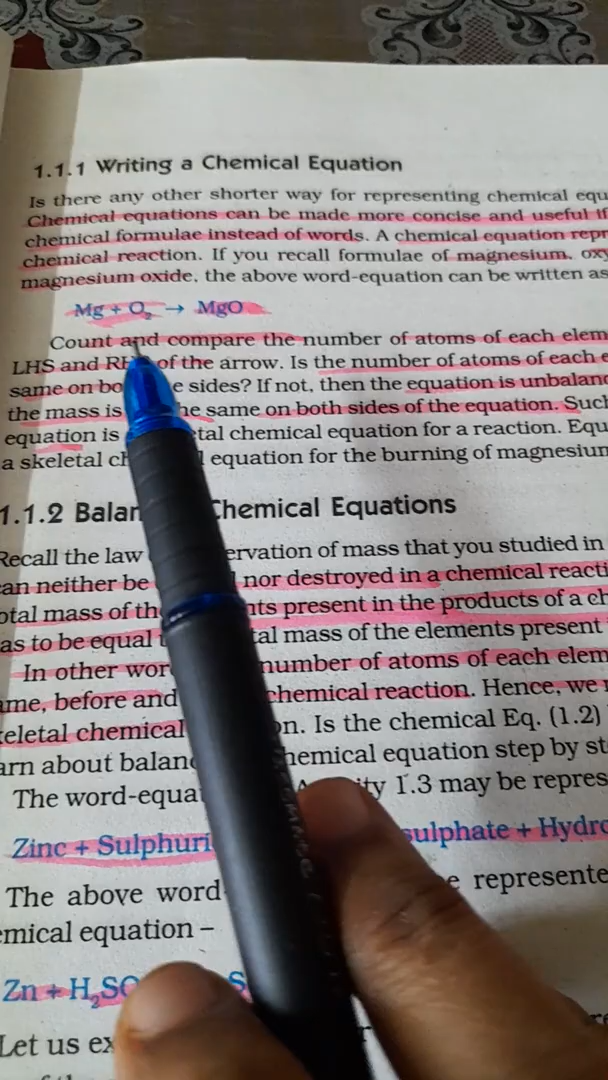 1.1.1 Writing a Chemical Equation
Is there any other shorter way for representing chemical equ
Chemical equations can be made more concise and useful if
chemical formulae instead of words. A chemical equation repr
chemical reaction. If you recall formulae of magnesium, oxy
magnesium oxide, the above word-equation can be written as
Mg + O₂ → MgO
Count and compare the number of atoms of each elem
LHS and RH of the arrow. Is the number of atoms of each e
same on bo e sides? If not, then the equation is unbalanc
the mass is he same on both sides of the equation. Such
equation is tal chemical equation for a reaction. Equ
a skeletal ch l equation for the burning of magnesium
1.1.2 Balan Chemical Equations
Recall the law ervation of mass that you studied in
an neither be nor destroyed in a chemical reacti
otal mass of th nts present in the products of a ch
as to be equal tal mass of the elements present
In other wor number of atoms of each elem
ame, before and chemical reaction. Hence, we
keletal chemical on. Is the chemical Eq. (1.2)
arn about balanc hemical equation step by st
The word-equa ity 1.3 may be repres
Zinc + Sulphuri sulphate + Hydro
The above word e represente
emical equation –
Zn + H₂SO S
Let us ex